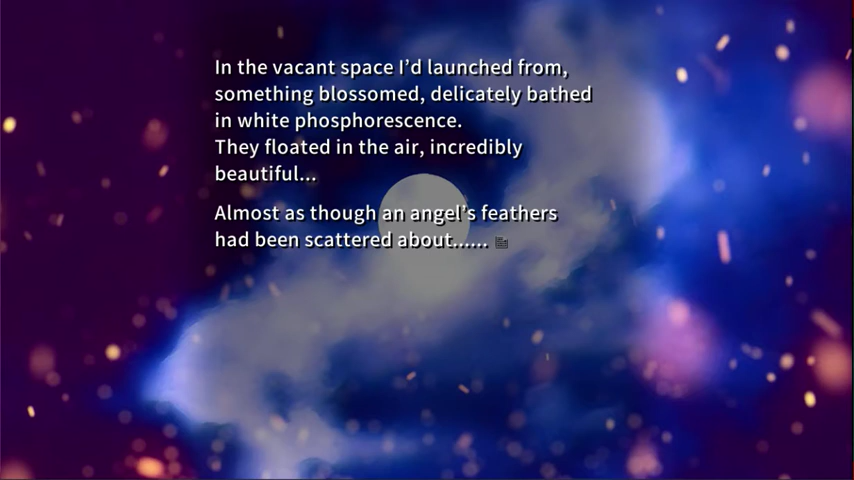 In the vacant space I’d launched from,
something blossomed, delicately bathed
in white phosphorescence.
They floated in the air, incredibly
beautiful...
Almost as though an angel’s feathers
had been scattered about......